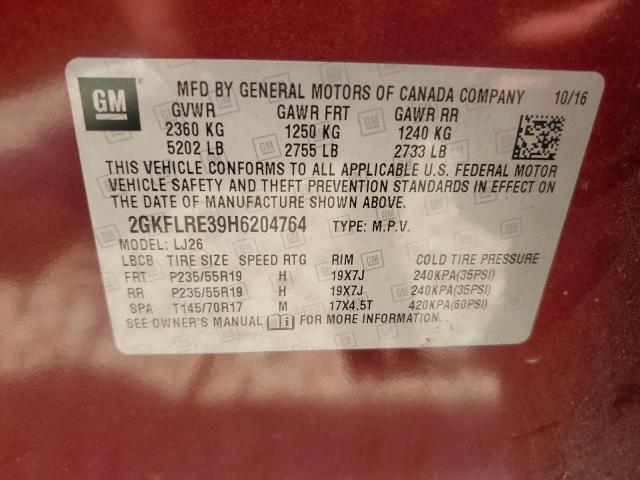 GM ® MFD BY GENERAL MOTORS OF CANADA COMPANY 10/16
GVWR GAWR FRT GAWR RR
2360 KG 1250 KG 1240 KG
5202 LB 2755 LB 2733 LB
THIS VEHICLE CONFORMS TO ALL APPLICABLE U.S. FEDERAL MOTOR
VEHICLE SAFETY AND THEFT PREVENTION STANDARDS IN EFFECT ON
THE DATE OF MANUFACTURE SHOWN ABOVE.
2GKFLRE39H6204764 TYPE: M.P.V.
MODEL: LJ26
LBCB TIRE SIZE SPEED RTG RIM COLD TIRE PRESSURE
FRT P235/55R19 H 19X7J 240KPA(35PSI)
RR P235/55R19 H 19X7J 240KPA(35PSI)
SPA T145/70R17 M 17X4.5T 420KPA(60PSI)
SEE OWNER'S MANUAL FOR MORE INFORMATION.